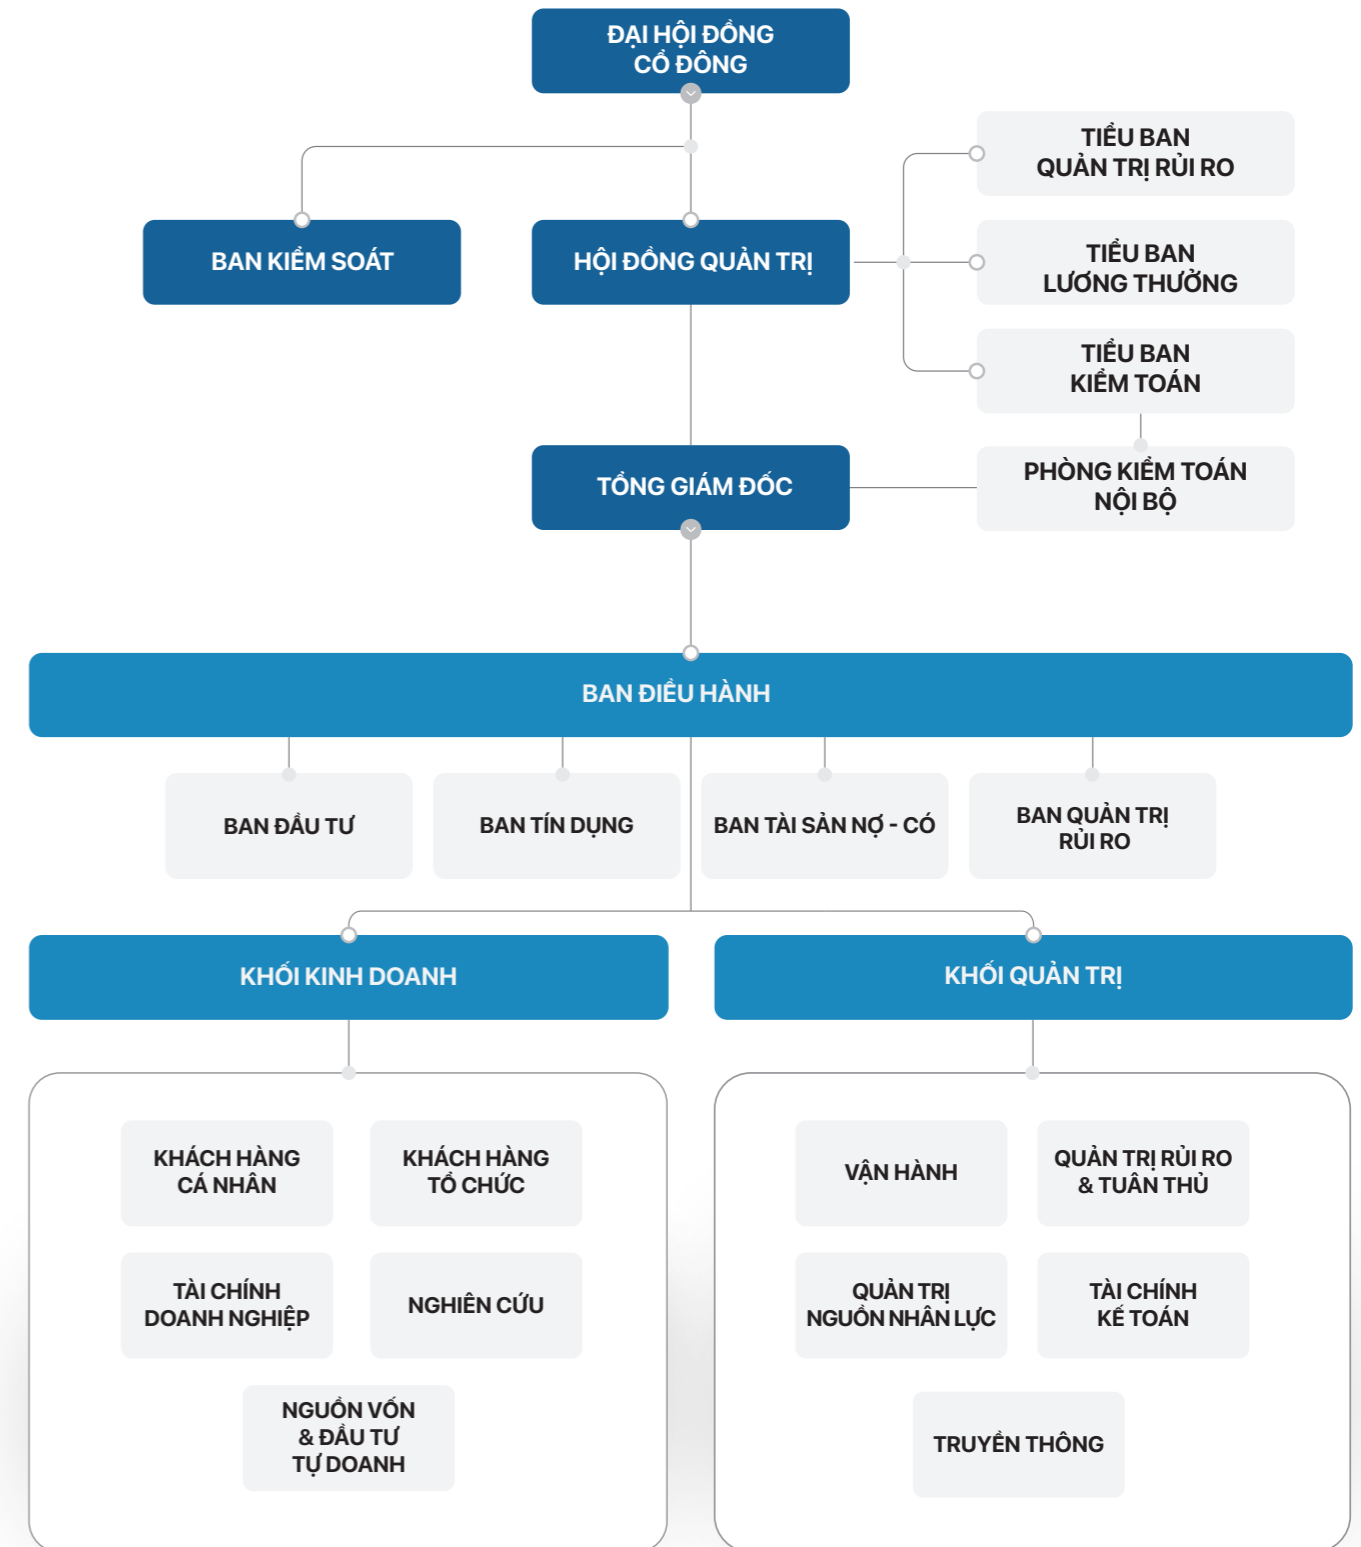 ĐẠI HỘI ĐỒNG
CỔ ĐÔNG
TIỂU BAN
QUẢN TRỊ RỦI RO
BAN KIỂM SOÁT
HỘI ĐỒNG QUẢN TRỊ
TIỂU BAN
LƯƠNG THƯỞNG
TIỂU BAN
KIỂM TOÁN
TỔNG GIÁM ĐỐC
PHÒNG KIỂM TOÁN
NỘI BỘ
BAN ĐIỀU HÀNH
BAN ĐẦU TƯ
BAN TÍN DỤNG
BAN TÀI SẢN NỢ - CÓ
BAN QUẢN TRỊ
RỦI RO
KHỐI KINH DOANH
KHỐI QUẢN TRỊ
KHÁCH HÀNG
CÁ NHÂN
KHÁCH HÀNG
TỔ CHỨC
TÀI CHÍNH
DOANH NGHIỆP
NGHIÊN CỨU
NGUỒN VỐN
& ĐẦU TƯ
TỰ DOANH
VẬN HÀNH
QUẢN TRỊ RỦI RO
& TUÂN THỦ
QUẢN TRỊ
NGUỒN NHÂN LỰC
TÀI CHÍNH
KẾ TOÁN
TRUYỀN THÔNG